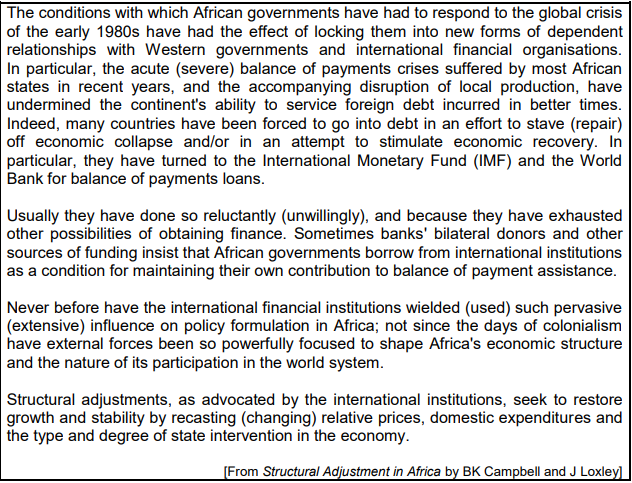 The conditions with which African governments have had to respond to the global crisis
of the early 1980s have had the effect of locking them into new forms of dependent
relationships with Western governments and international financial organisations.
In particular, the acute (severe) balance of payments crises suffered by most African
states in recent years, and the accompanying disruption of local production, have
undermined the continent's ability to service foreign debt incurred in better times.
Indeed, many countries have been forced to go into debt in an effort to stave (repair)
off economic collapse and/or in an attempt to stimulate economic recovery. In
particular, they have turned to the International Monetary Fund (IMF) and the World
Bank for balance of payments loans.

Usually they have done so reluctantly (unwillingly), and because they have exhausted
other possibilities of obtaining finance. Sometimes banks' bilateral donors and other
sources of funding insist that African governments borrow from international institutions
as a condition for maintaining their own contribution to balance of payment assistance.

Never before have the international financial institutions wielded (used) such pervasive
(extensive) influence on policy formulation in Africa; not since the days of colonialism
have external forces been so powerfully focused to shape Africa's economic structure
and the nature of its participation in the world system.

Structural adjustments, as advocated by the international institutions, seek to restore
growth and stability by recasting (changing) relative prices, domestic expenditures and
the type and degree of state intervention in the economy.

[From Structural Adjustment in Africa by BK Campbell and J Loxley]